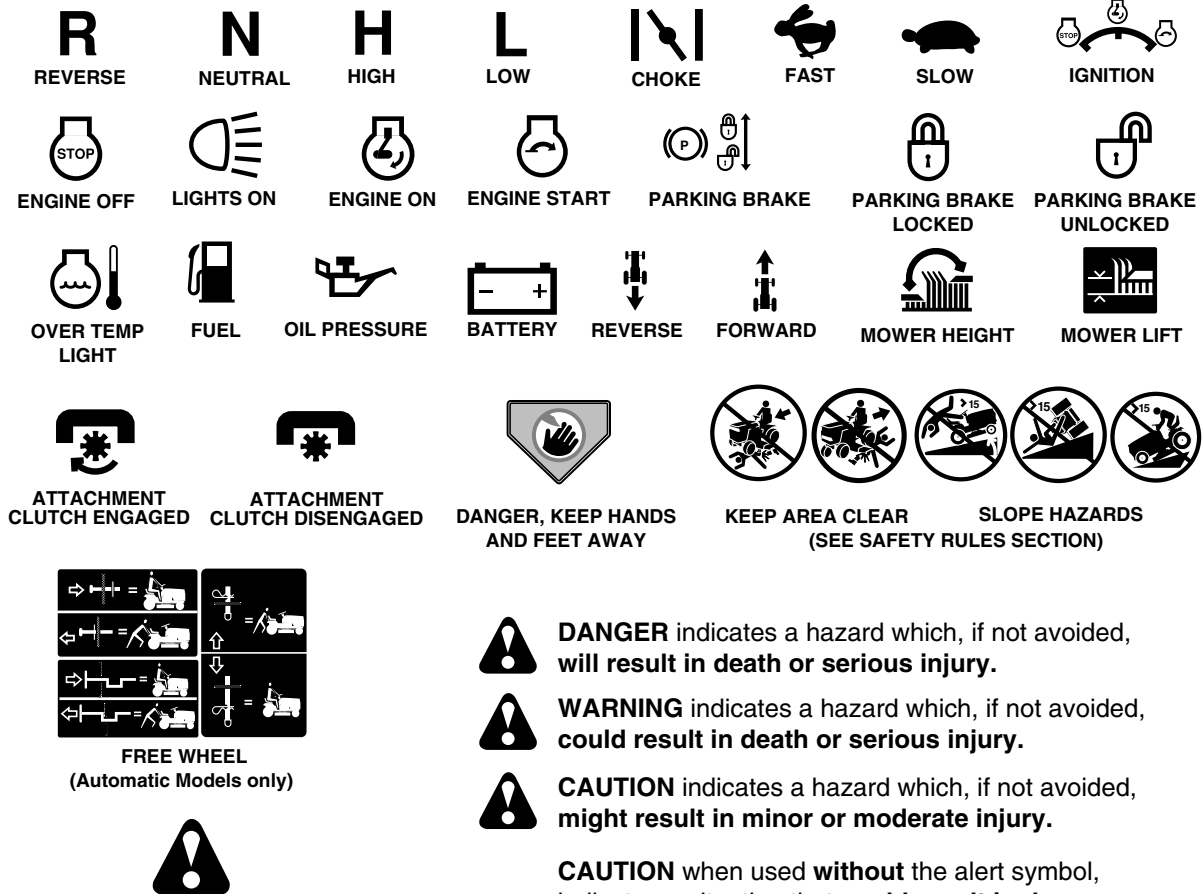 R N H L
REVERSE NEUTRAL HIGH LOW CHOKE FAST SLOW IGNITION
STOP
STOP
P
ENGINE OFF LIGHTS ON ENGINE ON ENGINE START PARKING BRAKE PARKING BRAKE LOCKED PARKING BRAKE UNLOCKED
OVER TEMP LIGHT FUEL OIL PRESSURE BATTERY REVERSE FORWARD MOWER HEIGHT MOWER LIFT
15 15 15
ATTACHMENT CLUTCH ENGAGED
ATTACHMENT CLUTCH DISENGAGED
DANGER, KEEP HANDS
AND FEET AWAY
KEEP AREA CLEAR SLOPE HAZARDS
(SEE SAFETY RULES SECTION)
FREE WHEEL
(Automatic Models only)
DANGER indicates a hazard which, if not avoided,
will result in death or serious injury.
WARNING indicates a hazard which, if not avoided,
could result in death or serious injury.
CAUTION indicates a hazard which, if not avoided,
might result in minor or moderate injury.
CAUTION when used without the alert symbol,